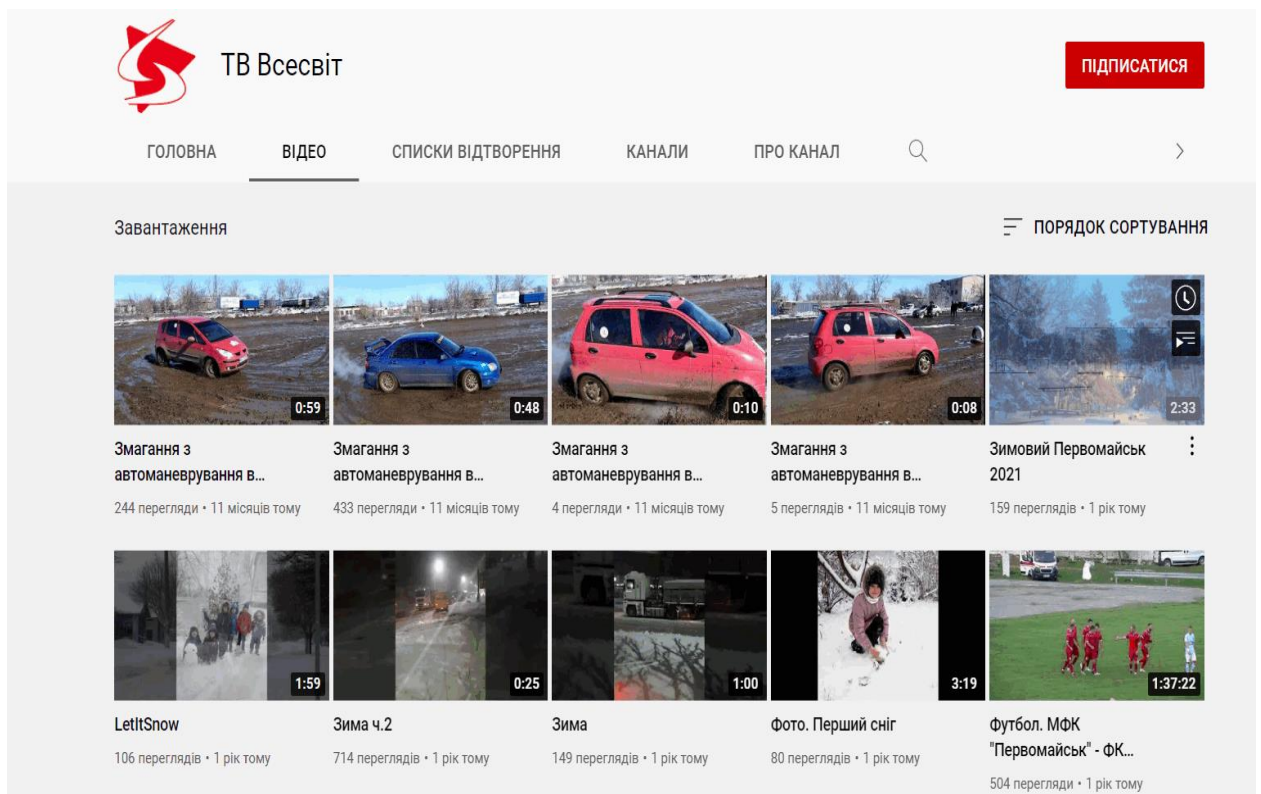 ТВ Всесвіт
ПІДПИСАТИСЯ
ГОЛОВНА ВІДЕО СПИСКИ ВІДТВОРЕННЯ КАНАЛИ ПРО КАНАЛ
Завантаження
ПОРЯДОК СОРТУВАННЯ
0:59 0:48 0:10 0:08 2:33
Змагання з
автоманеврування в...
244 перегляди • 11 місяців тому
Змагання з
автоманеврування в...
433 перегляди • 11 місяців тому
Змагання з
автоманеврування в...
4 перегляди • 11 місяців тому
Змагання з
автоманеврування в...
5 переглядів • 11 місяців тому
Зимовий Первомайськ
2021
159 переглядів • 1 рік тому
1:59 0:25 1:00 3:19 1:37:22
LetItSnow
106 переглядів • 1 рік тому
Зима ч.2
714 переглядів • 1 рік тому
Зима
149 переглядів • 1 рік тому
Фото. Перший сніг
80 переглядів • 1 рік тому
Футбол. МФК
"Первомайськ" - ФК...
504 перегляди • 1 рік тому